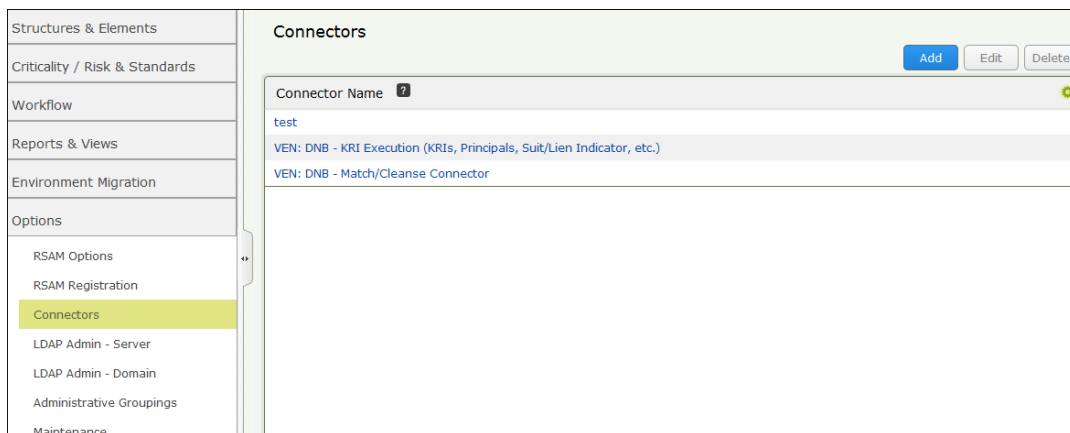 Structures & Elements
Criticality / Risk & Standards
Workflow
Reports & Views
Environment Migration
Options
RSAM Options
RSAM Registration
Connectors
LDAP Admin - Server
LDAP Admin - Domain
Administrative Groupings
Maintenance
Connectors
Add Edit Delete
Connector Name ?
test
VEN: DNB - KRI Execution (KRIs, Principals, Suit/Lien Indicator, etc.)
VEN: DNB - Match/Cleanse Connector